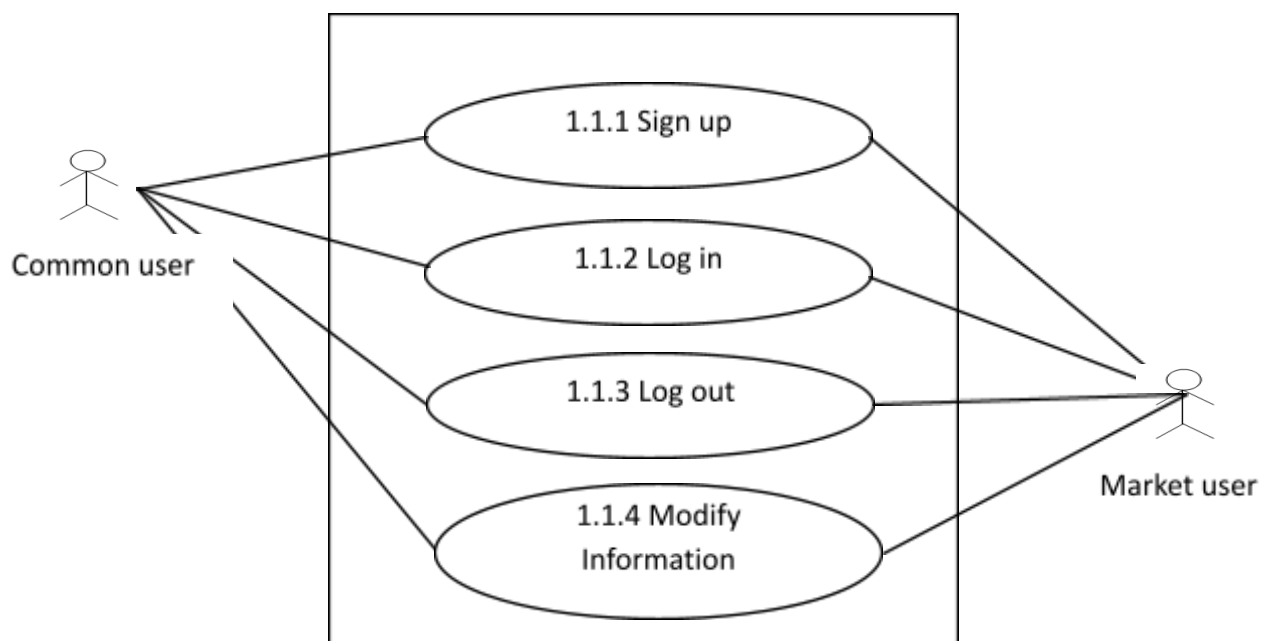 1.1.1 Sign up
1.1.2 Log in
Common user
1.1.3 Log out
Market user
1.1.4 Modify
Information